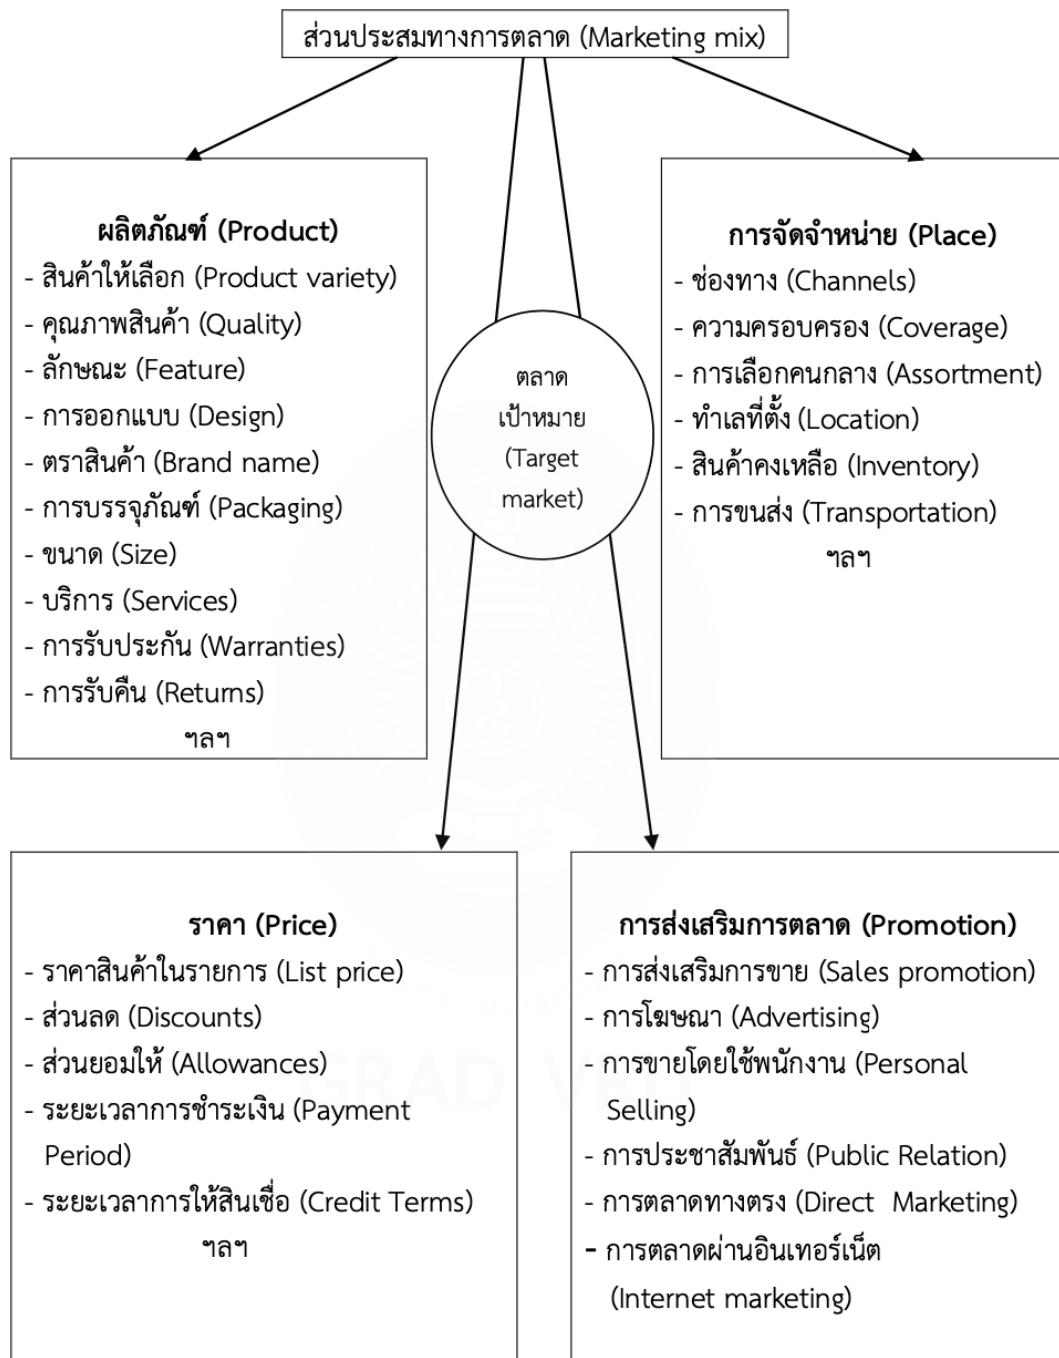 ส่วนประสมทางการตลาด (Marketing mix)
ผลิตภัณฑ์ (Product)
- สินค้าให้เลือก (Product variety)
- คุณภาพสินค้า (Quality)
- ลักษณะ (Feature)
- การออกแบบ (Design)
- ตราสินค้า (Brand name)
- การบรรจุภัณฑ์ (Packaging)
- ขนาด (Size)
- บริการ (Services)
- การรับประกัน (Warranties)
- การรับคืน (Returns)
ฯลฯ
ตลาด
เป้าหมาย
(Target
market)
การจัดจำหน่าย (Place)
- ช่องทาง (Channels)
- ความครอบครอง (Coverage)
- การเลือกคนกลาง (Assortment)
- ทำเลที่ตั้ง (Location)
- สินค้าคงเหลือ (Inventory)
- การขนส่ง (Transportation)
ฯลฯ
ราคา (Price)
- ราคาสินค้าในรายการ (List price)
- ส่วนลด (Discounts)
- ส่วนยอมให้ (Allowances)
- ระยะเวลาการชำระเงิน (Payment
Period)
- ระยะเวลาการให้สินเชื่อ (Credit Terms)
ฯลฯ
การส่งเสริมการตลาด (Promotion)
- การส่งเสริมการขาย (Sales promotion)
- การโฆษณา (Advertising)
- การขายโดยใช้พนักงาน (Personal
Selling)
- การประชาสัมพันธ์ (Public Relation)
- การตลาดทางตรง (Direct Marketing)
- การตลาดผ่านอินเทอร์เน็ต
(Internet marketing)
GRAD VRU